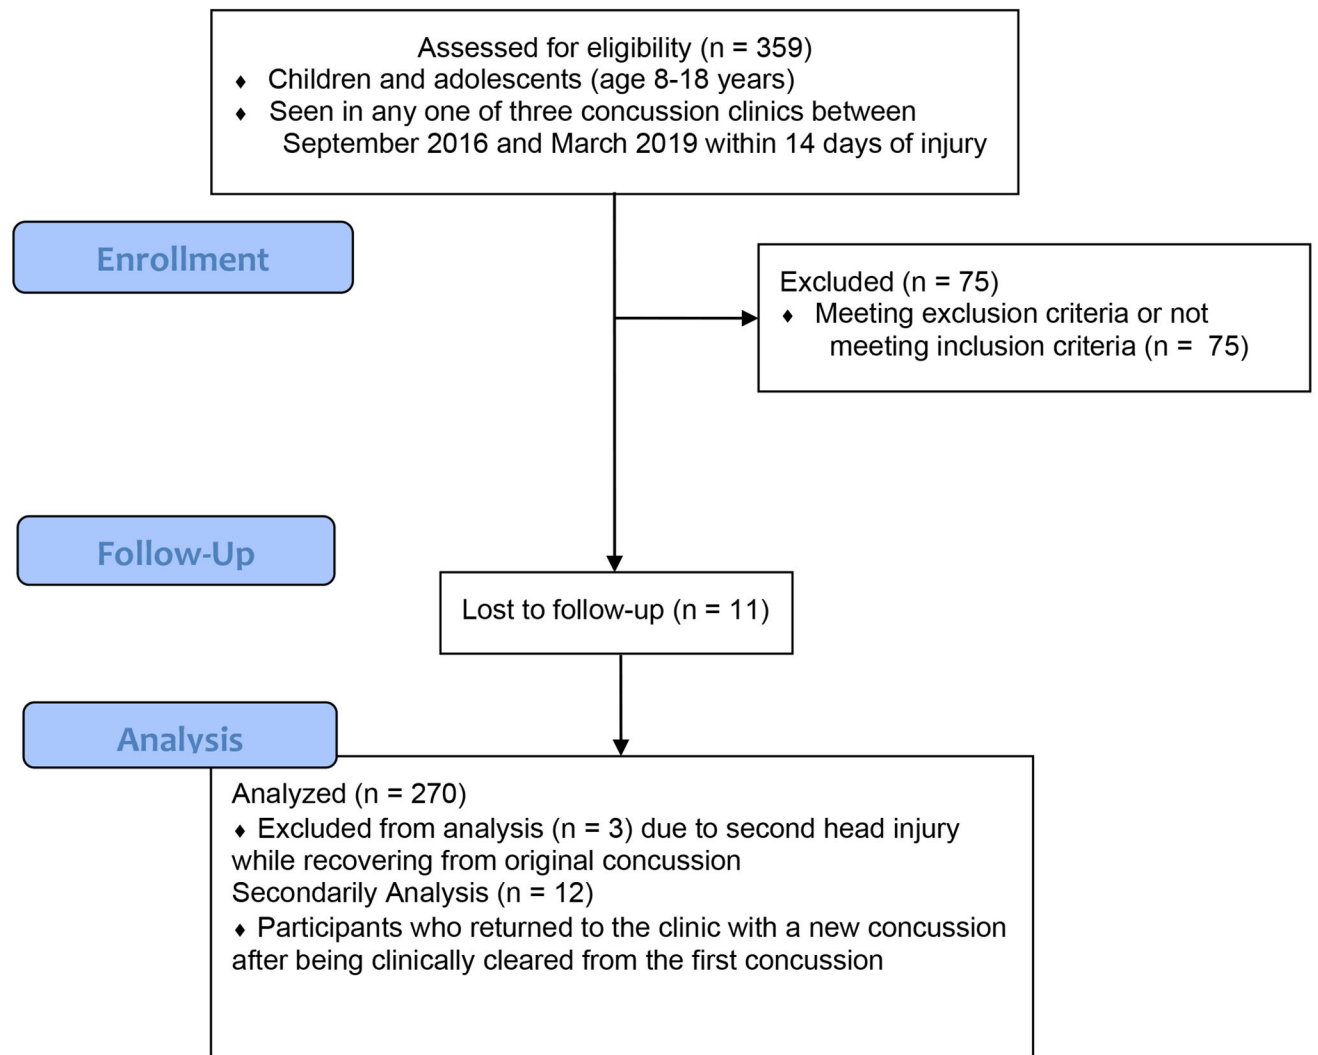 Assessed for eligibility (n = 359)
♦ Children and adolescents (age 8-18 years)
♦ Seen in any one of three concussion clinics between
September 2016 and March 2019 within 14 days of injury
Enrollment
Excluded (n = 75)
♦ Meeting exclusion criteria or not
meeting inclusion criteria (n = 75)
Follow-Up
Lost to follow-up (n = 11)
Analysis
Analyzed (n = 270)
♦ Excluded from analysis (n = 3) due to second head injury
while recovering from original concussion
Secondarily Analysis (n = 12)
♦ Participants who returned to the clinic with a new concussion
after being clinically cleared from the first concussion